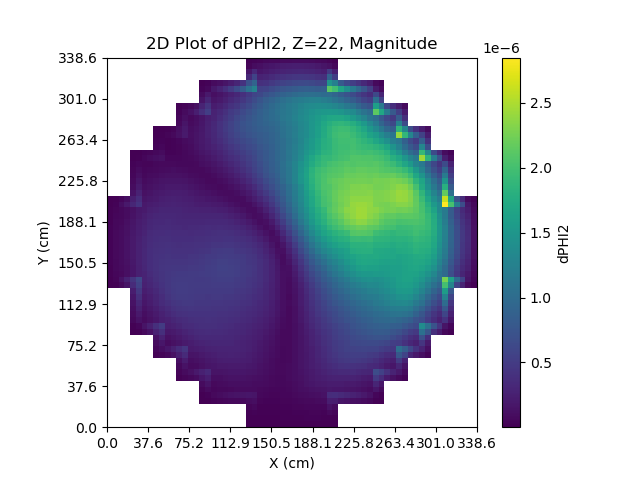 2D Plot of dPHI2, Z=22, Magnitude
1e−6
338.6
301.0
263.4
225.8
188.1
150.5
112.9
75.2
37.6
0.0
Y (cm)
0.0 37.6 75.2 112.9 150.5 188.1 225.8 263.4 301.0 338.6
X (cm)
2.5
2.0
1.5
1.0
0.5
dPHI2